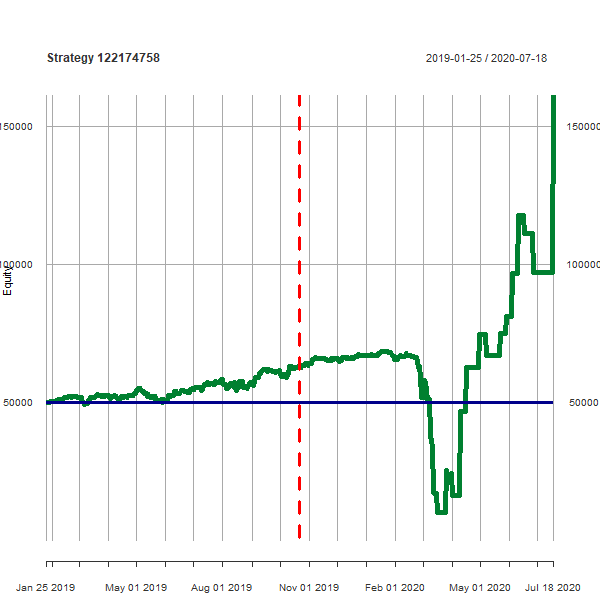 Strategy 122174758
2019-01-25 / 2020-07-18
150000 150000
100000 100000
Equity
50000 50000
Jan 25 2019 May 01 2019 Aug 01 2019 Nov 01 2019 Feb 01 2020 May 01 2020 Jul 18 2020